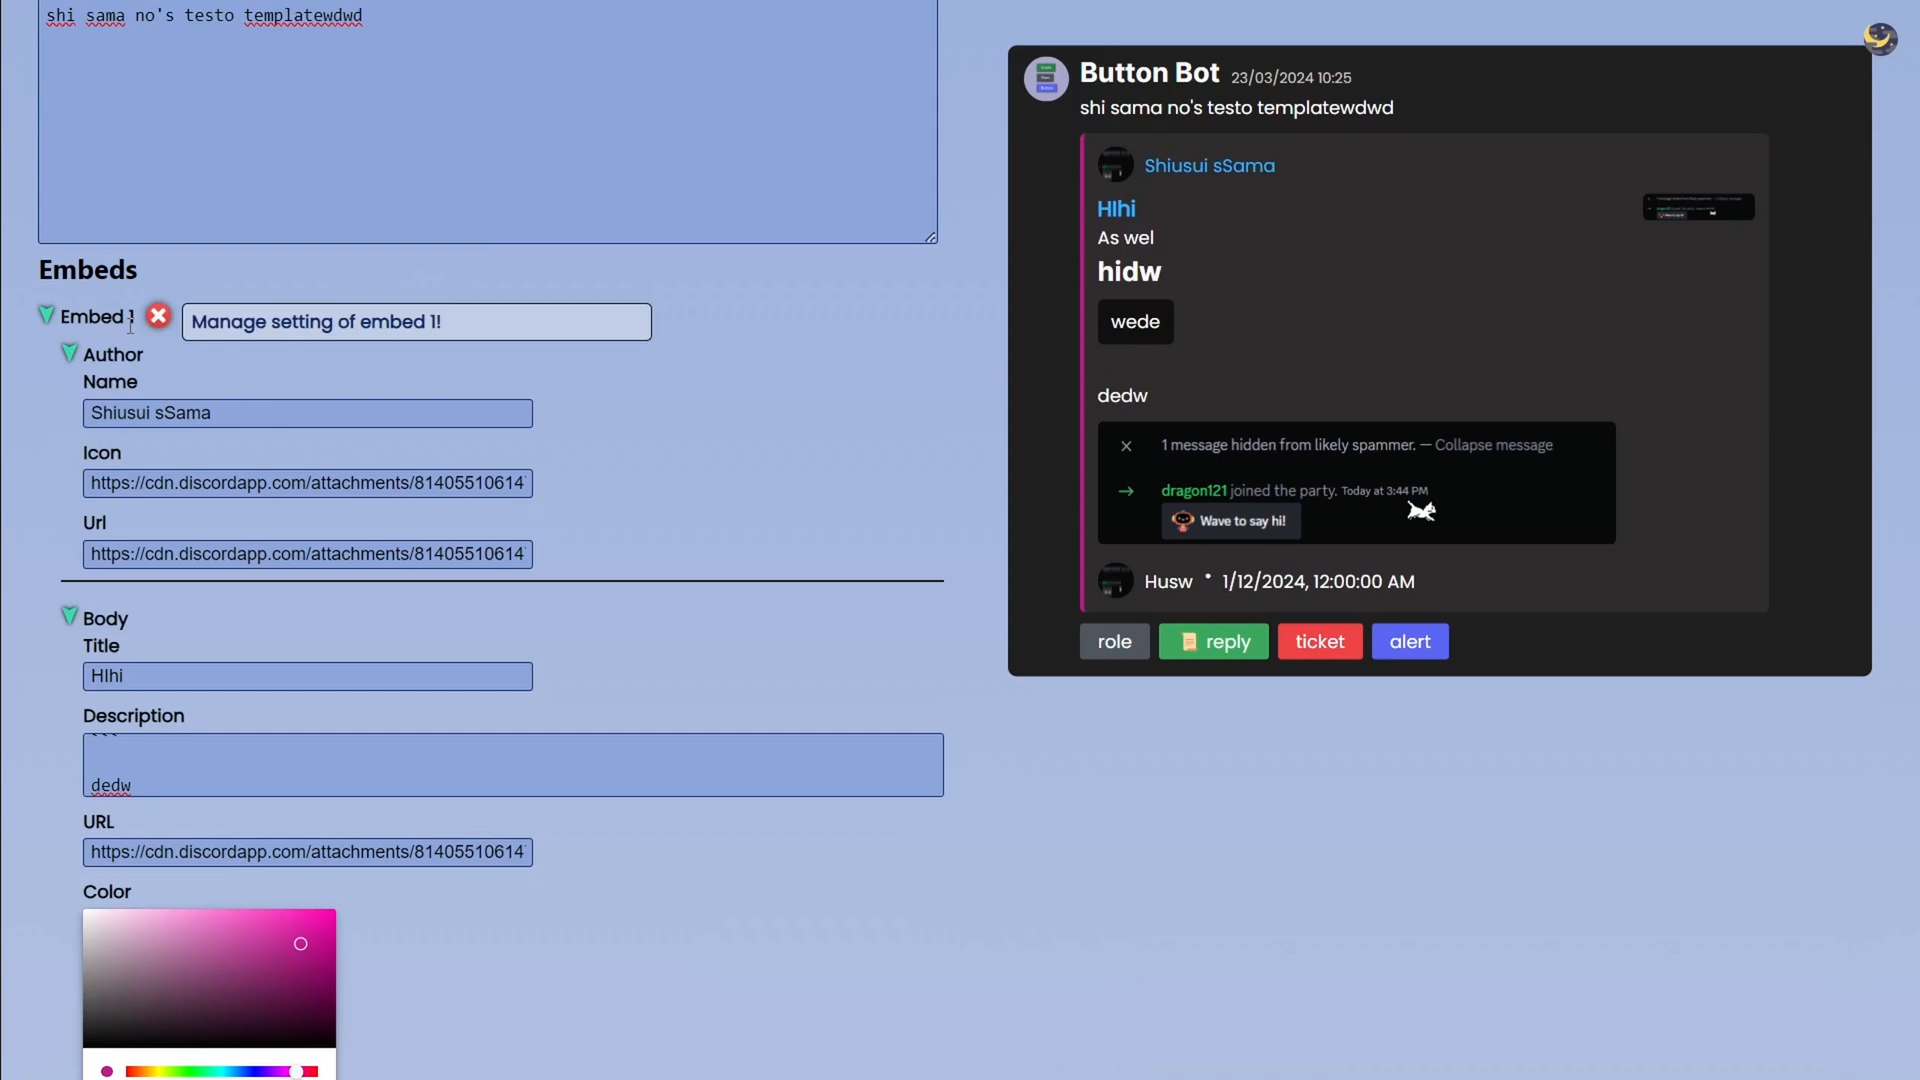 shi sama no's testo templatewdwd
Embeds
Embed 1
Manage setting of embed 1!
Author
Name
Shiusui sSama
Icon
https://cdn.discordapp.com/attachments/81405510614
Url
https://cdn.discordapp.com/attachments/81405510614
Body
Title
HIhi
Description
```
dedw
URL
https://cdn.discordapp.com/attachments/81405510614
Color
Button Bot 23/03/2024 10:25
shi sama no's testo templatewdwd
Shiusui sSama
HIhi
As wel
hidw
wede
dedw
1 message hidden from likely spammer. — Collapse message
dragon121 joined the party. Today at 3:44 PM
Wave to say hi!
Husw • 1/12/2024, 12:00:00 AM
role reply ticket alert